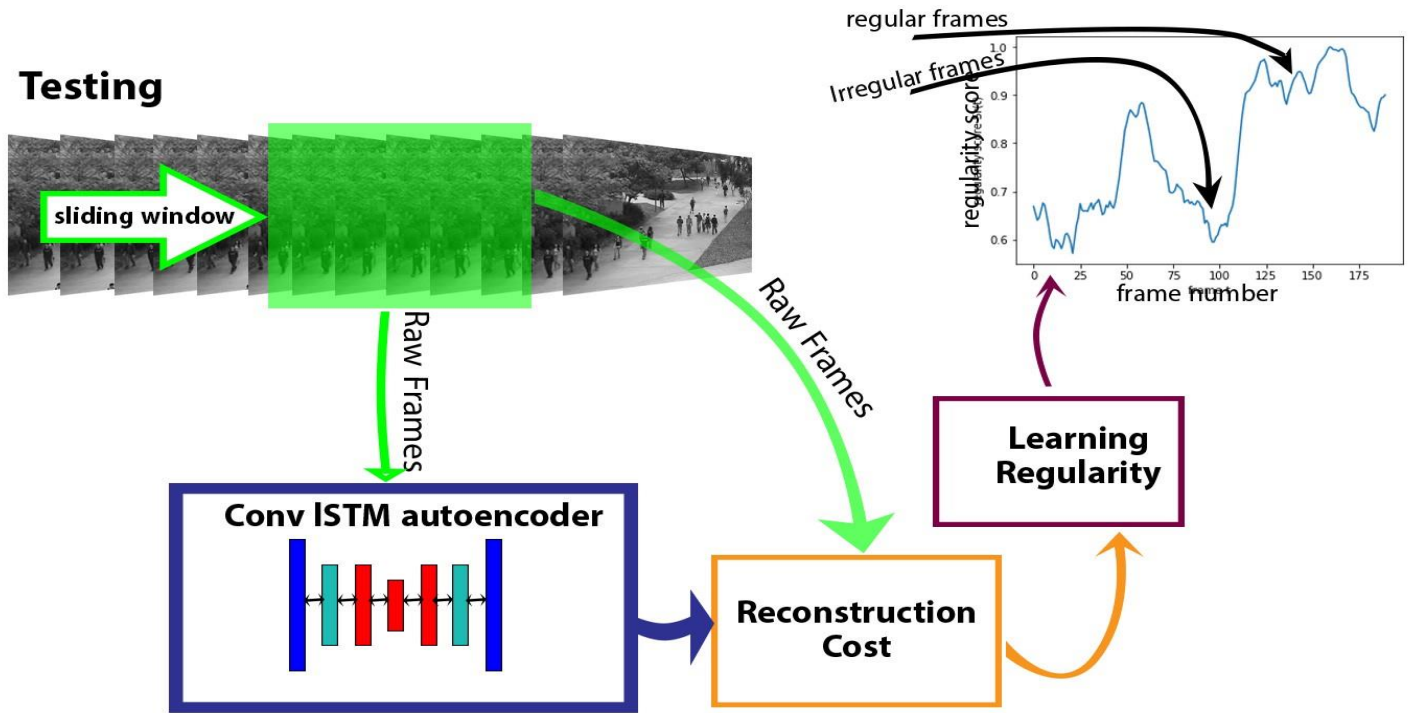 Testing
sliding window
Raw Frames
Raw Frames
Conv lSTM autoencoder
Reconstruction
Cost
Learning
Regularity
regular frames
Irregular frames
regularity score
1.0
0.9
0.8
0.7
0.6
0
25
50
75
100
125
150
175
frame number